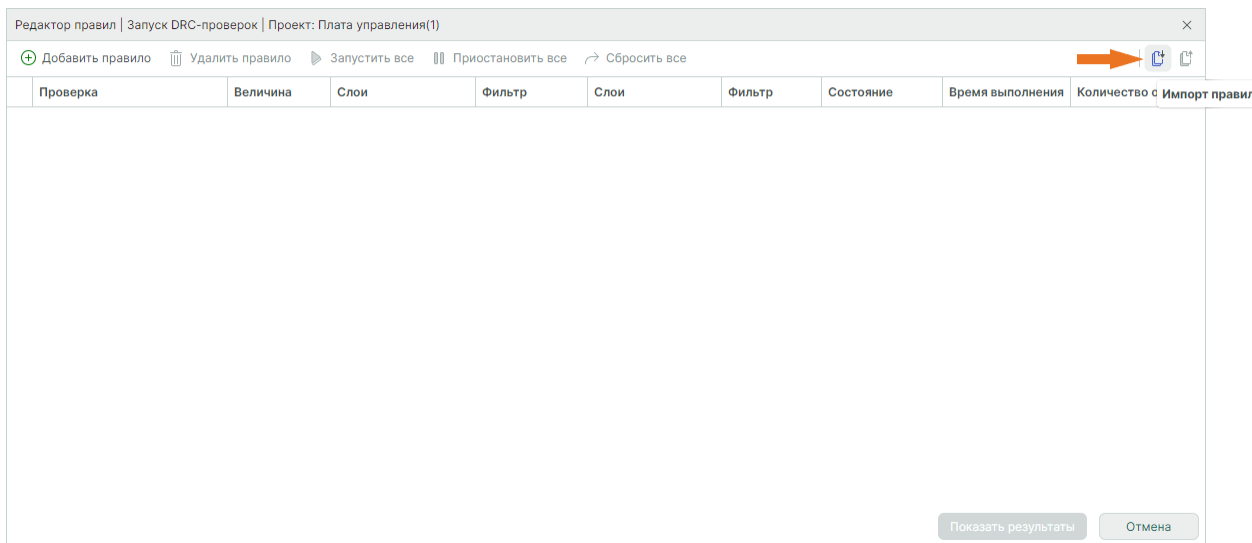 Редактор правил | Запуск DRC-проверок | Проект: Плата управления(1)
Добавить правило Удалить правило Запустить все Приостановить все Сбросить все
Проверка Величина Слои Фильтр Слои Фильтр Состояние Время выполнения Количество о
Импорт правил
Показать результаты Отмена